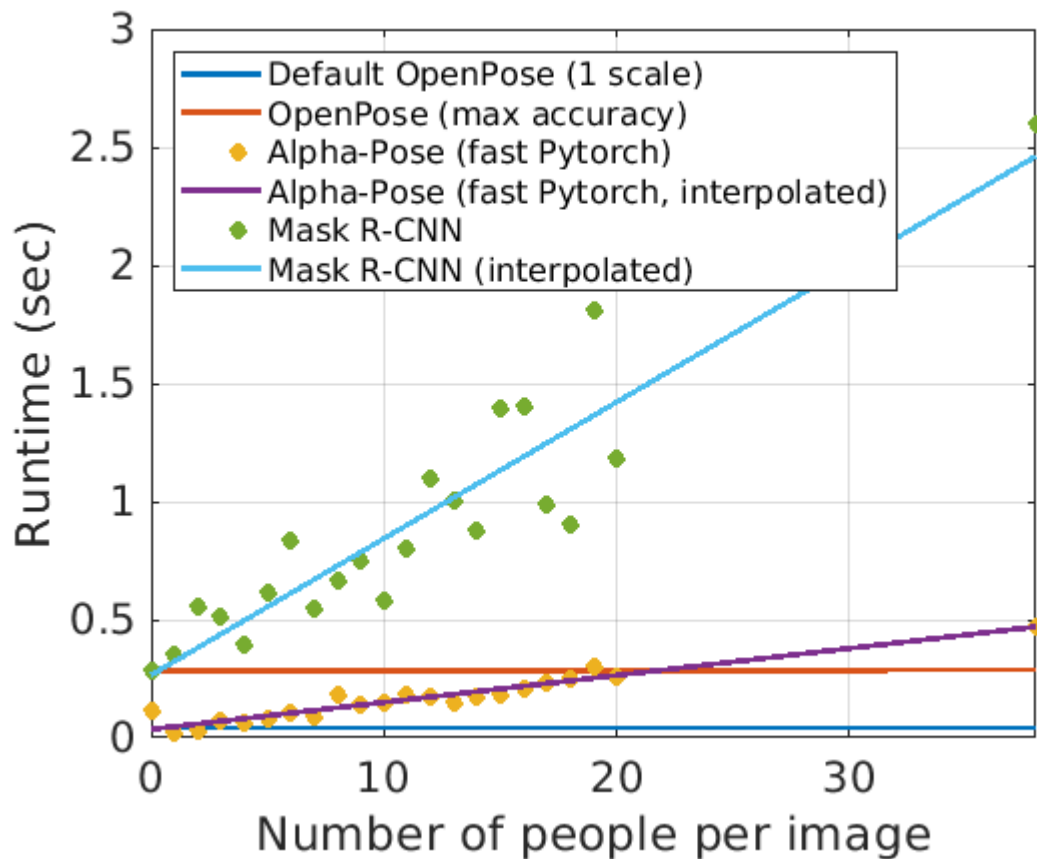 3
2.5
2
1.5
1
0.5
0
Runtime (sec)
Default OpenPose (1 scale)
OpenPose (max accuracy)
Alpha-Pose (fast Pytorch)
Alpha-Pose (fast Pytorch, interpolated)
Mask R-CNN
Mask R-CNN (interpolated)
0 10 20 30
Number of people per image